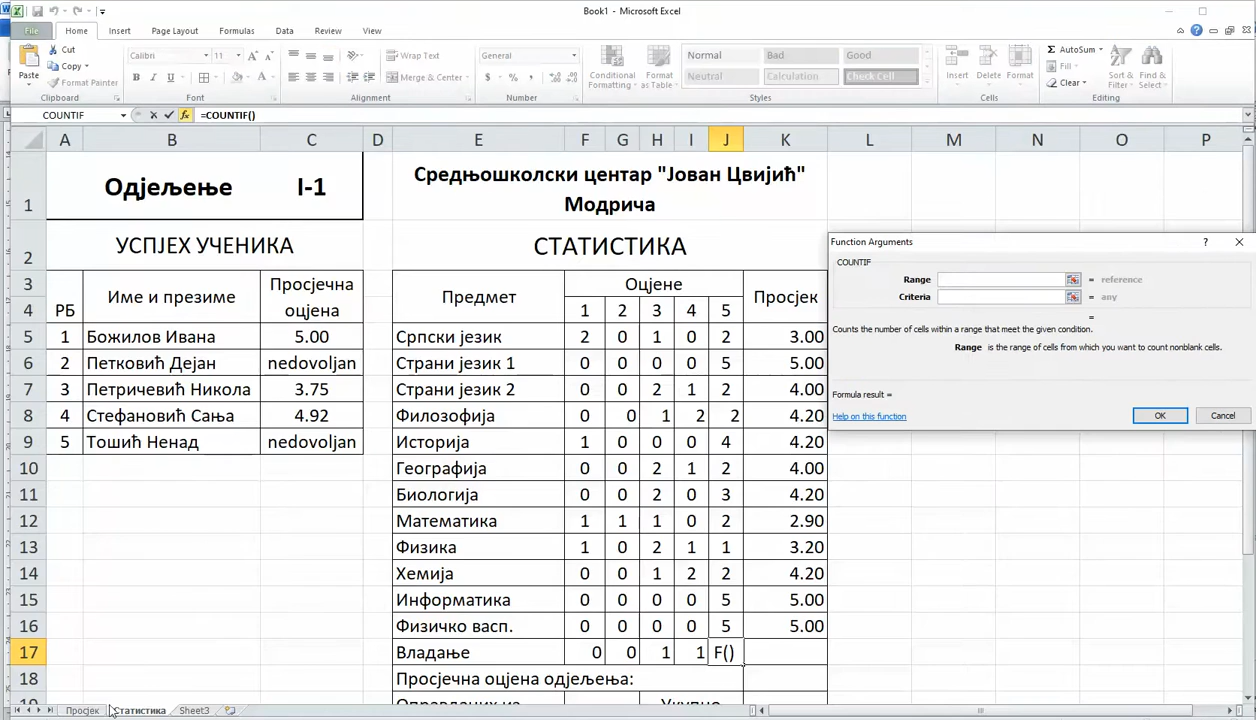 Book1 - Microsoft Excel
File Home Insert Page Layout Formulas Data Review View
Paste Cut Copy Format Painter Clipboard
Calibri 11 B I U Font
Wrap Text Merge & Center Alignment
General $ % , Number
Conditional Formatting Format as Table
Normal Bad Good
Neutral Calculation Check Cell Styles
Insert Delete Format Cells
AutoSum Fill Clear Sort & Filter Find & Select Editing
COUNTIF =COUNTIF()
A B C D E F G H I J K L M N O P
1 Одјељење I-1 Средњошколски центар "Јован Цвијић"
Модрича
2 УСПЈЕХ УЧЕНИКА СТАТИСТИКА
3 РБ Име и презиме Просјечна оцјена Предмет Оцјене Просјек
4 1 2 3 4 5
5 1 Божилов Ивана 5.00 Српски језик 2 0 1 0 2 3.00
6 2 Петковић Дејан nedovoljan Страни језик 1 0 0 0 0 5 5.00
7 3 Петричевић Никола 3.75 Страни језик 2 0 0 2 1 2 4.00
8 4 Стефановић Сања 4.92 Филозофија 0 0 1 2 2 4.20
9 5 Тошић Ненад nedovoljan Историја 1 0 0 0 4 4.20
10 Географија 0 0 2 1 2 4.00
11 Биологија 0 0 2 0 3 4.20
12 Математика 1 1 1 0 2 2.90
13 Физика 1 0 2 1 1 3.20
14 Хемија 0 0 1 2 2 4.20
15 Информатика 0 0 0 0 5 5.00
16 Физичко васп. 0 0 0 0 5 5.00
17 Владање 0 0 1 1 F()
18 Просјечна оцјена одјељења:
19 Оправданих из Укупно
Function Arguments ?
COUNTIF
Range = reference
Criteria = any
=
Counts the number of cells within a range that meet the given condition.
Range is the range of cells from which you want to count nonblank cells.
Formula result =
Help on this function OK Cancel
Просјек Статистика Sheet3